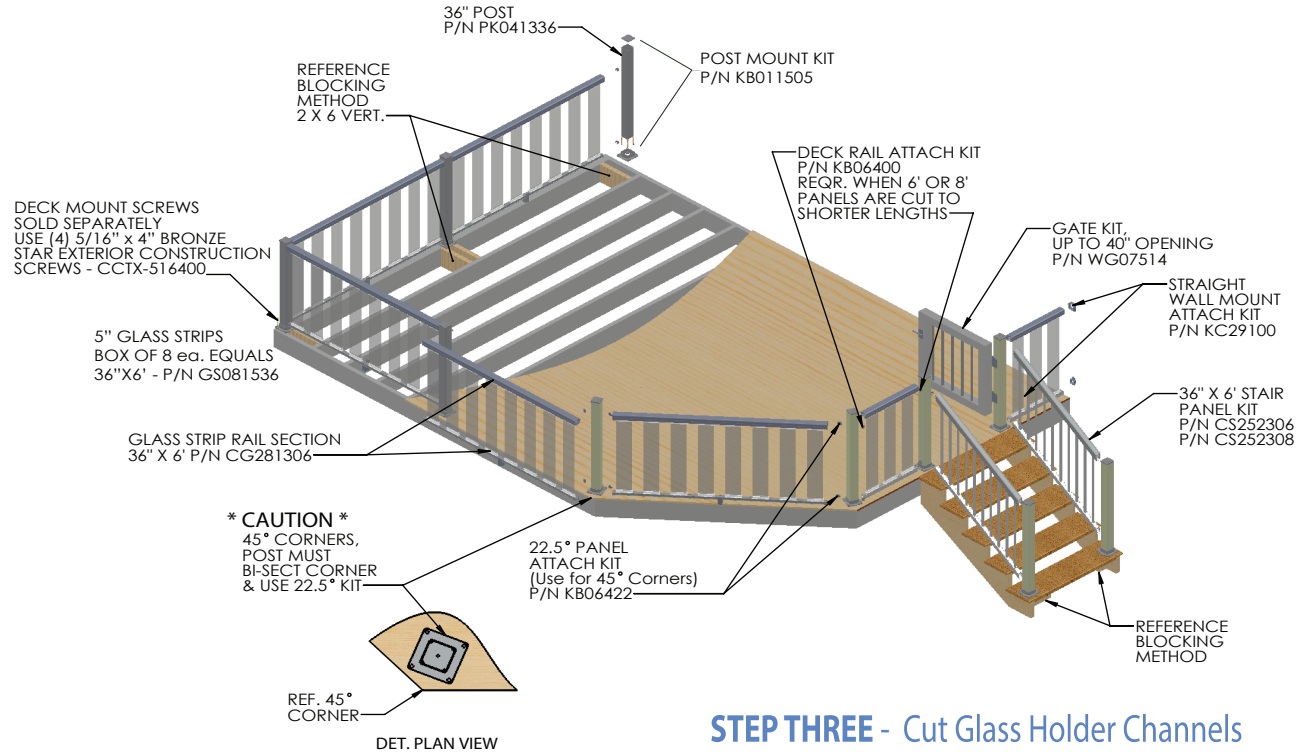 36" POST
P/N PK041336
POST MOUNT KIT
P/N KB011505
REFERENCE
BLOCKING
METHOD
2 X 6 VERT.
DECK RAIL ATTACH KIT
P/N KB06400
REQR. WHEN 6' OR 8'
PANELS ARE CUT TO
SHORTER LENGTHS
DECK MOUNT SCREWS
SOLD SEPARATELY
USE (4) 5/16" x 4" BRONZE
STAR EXTERIOR CONSTRUCTION
SCREWS - CCTX-516400
GATE KIT,
UP TO 40" OPENING
P/N WG07514
STRAIGHT
WALL MOUNT
ATTACH KIT
P/N KC29100
5" GLASS STRIPS
BOX OF 8 ea. EQUALS
36"X6' - P/N GS081536
36" X 6' STAIR
PANEL KIT
P/N CS252306
P/N CS252308
GLASS STRIP RAIL SECTION
36" X 6' P/N CG281306
* CAUTION *
45° CORNERS,
POST MUST
BI-SECT CORNER
& USE 22.5° KIT
22.5° PANEL
ATTACH KIT
(Use for 45° Corners)
P/N KB06422
REFERENCE
BLOCKING
METHOD
REF. 45°
CORNER
DET. PLAN VIEW
STEP THREE - Cut Glass Holder Channels